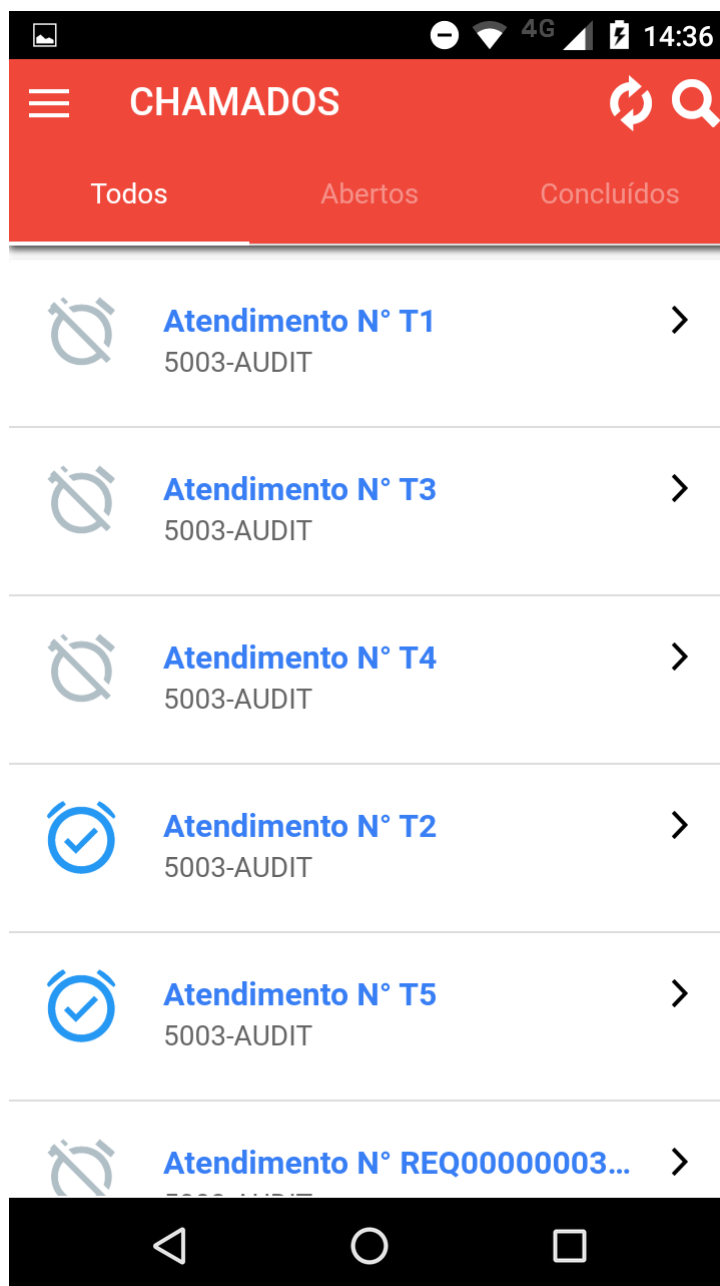 4G 14:36
CHAMADOS
Todos Abertos Concluídos
Atendimento N° T1
5003-AUDIT
Atendimento N° T3
5003-AUDIT
Atendimento N° T4
5003-AUDIT
Atendimento N° T2
5003-AUDIT
Atendimento N° T5
5003-AUDIT
Atendimento N° REQ00000003...